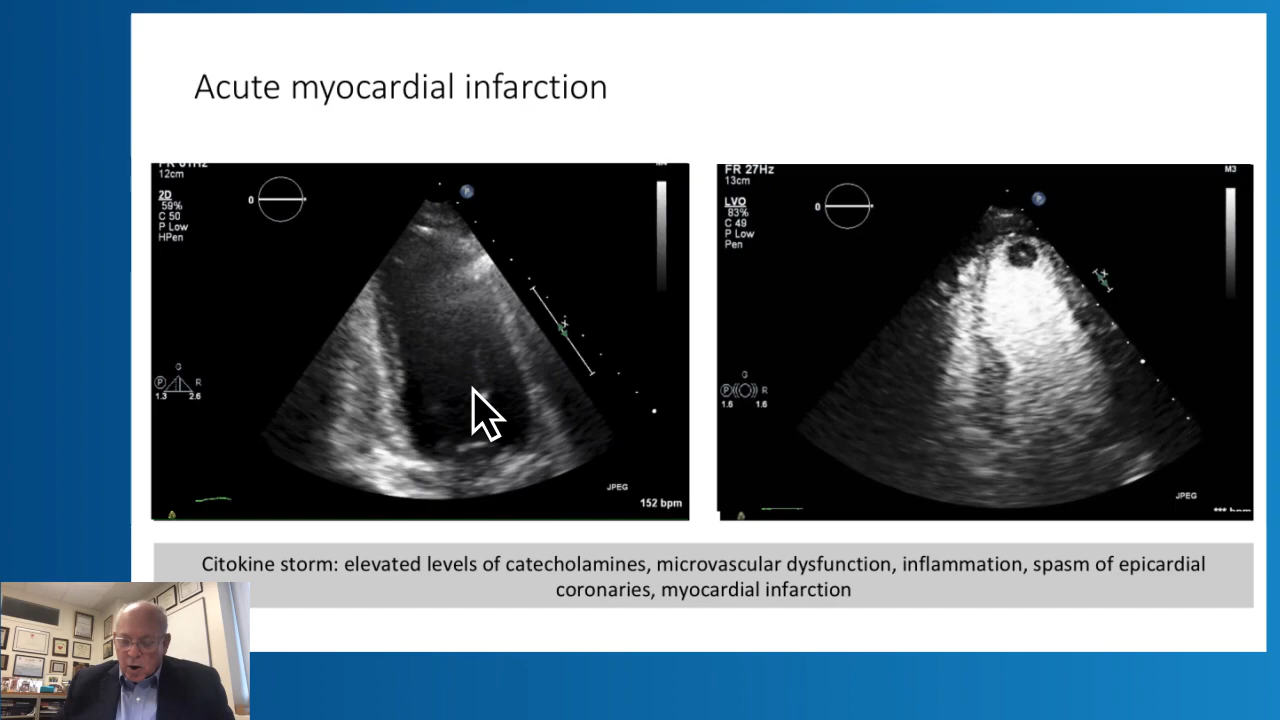 Acute myocardial infarction
12cm
2D
59%
C 50
P Low
HPen
0
P
G
P R
1.3 2.6
JPEG
152 bpm
FR 27Hz
13cm
LVO
83%
C 49
P Low
Pen
0
P
M3
G
P R
1.6 1.6
JPEG
Citokine storm: elevated levels of catecholamines, microvascular dysfunction, inflammation, spasm of epicardial
coronaries, myocardial infarction